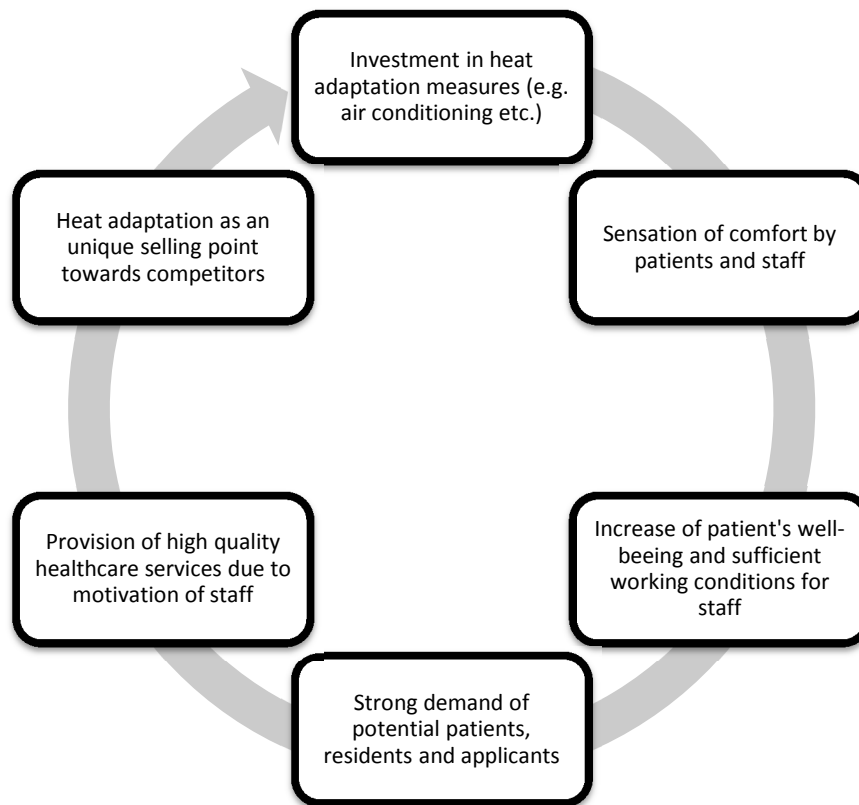 Investment in heat
adaptation measures (e.g.
air conditioning etc.)
Sensation of comfort by
patients and staff
Increase of patient's well-
beeing and sufficient
working conditions for
staff
Strong demand of
potential patients,
residents and applicants
Provision of high quality
healthcare services due to
motivation of staff
Heat adaptation as an
unique selling point
towards competitors